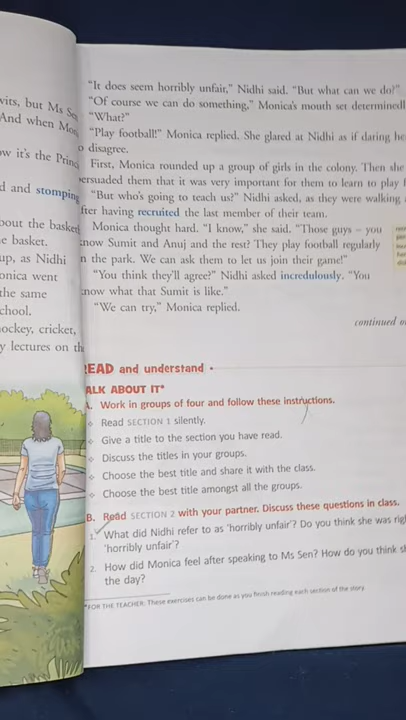 vits, but Ms Sen
And when Mon
ow it's the Princ
d and stomping
bout the basket
e basket.
up, as Nidhi
onica went
the same
chool.
ockey, cricket,
y lectures on th
"It does seem horribly unfair," Nidhi said. "But what can we do?"
"Of course we can do something," Monica's mouth set determinedl
"What?"
"Play football!" Monica replied. She glared at Nidhi as if daring he
o disagree.
First, Monica rounded up a group of girls in the colony. Then she
ersuaded them that it was very important for them to learn to play f
"But who's going to teach us?" Nidhi asked, as they were walking
fter having recruited the last member of their team.
Monica thought hard. "I know," she said. "Those guys – you
now Sumit and Anuj and the rest? They play football regularly
n the park. We can ask them to let us join their game!"
"You think they'll agree?" Nidhi asked incredulously. "You
now what that Sumit is like."
"We can try," Monica replied.
continued o
READ and understand •
ALK ABOUT IT*
A. Work in groups of four and follow these instructions.
Read SECTION 1 silently.
Give a title to the section you have read.
Discuss the titles in your groups.
Choose the best title and share it with the class.
Choose the best title amongst all the groups.
B. Read SECTION 2 with your partner. Discuss these questions in class.
1. What did Nidhi refer to as 'horribly unfair'? Do you think she was righ
'horribly unfair'?
2. How did Monica feel after speaking to Ms Sen? How do you think sh
the day?
*FOR THE TEACHER: These exercises can be done as you finish reading each section of the story.